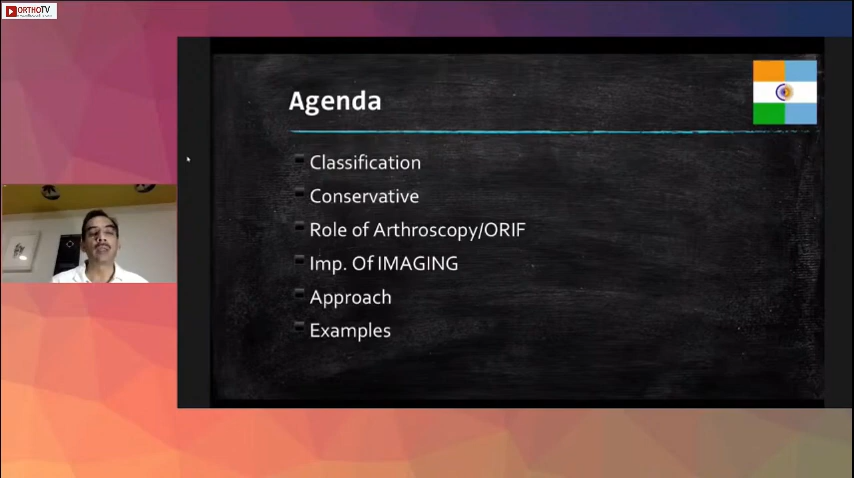 ORTHOTV
Agenda
Classification
Conservative
Role of Arthroscopy/ORIF
Imp. Of IMAGING
Approach
Examples